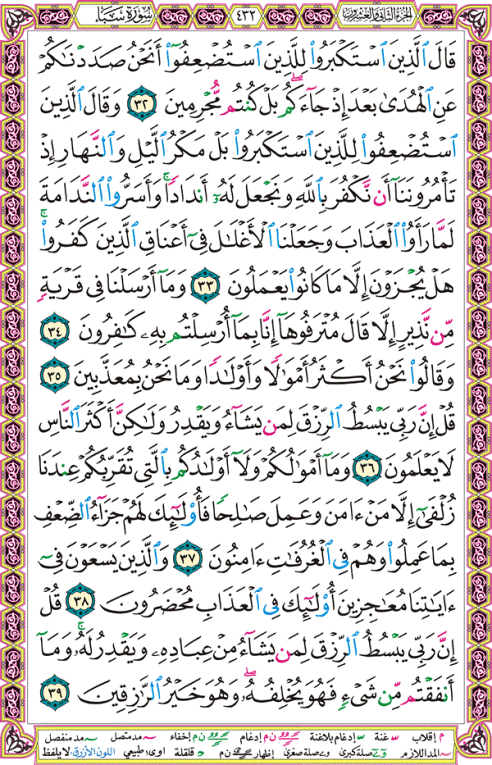 الجزء الثاني والعشرون ٤٣٢ سُورَةُ سَبَإٍ
قَالَ ٱلَّذِينَ ٱسْتَكْبَرُوا۟ لِلَّذِينَ ٱسْتُضْعِفُوٓا۟ أَنَحْنُ صَدَدْنَـٰكُمْ
عَنِ ٱلْهُدَىٰ بَعْدَ إِذْ جَآءَكُم ۖ بَلْ كُنتُم مُّجْرِمِينَ ٣٢ وَقَالَ ٱلَّذِينَ
ٱسْتُضْعِفُوا۟ لِلَّذِينَ ٱسْتَكْبَرُوا۟ بَلْ مَكْرُ ٱلَّيْلِ وَٱلنَّهَارِ إِذْ
تَأْمُرُونَنَآ أَن نَّكْفُرَ بِٱللَّهِ وَنَجْعَلَ لَهُۥٓ أَندَادًا ۚ وَأَسَرُّوا۟ ٱلنَّدَامَةَ
لَمَّا رَأَوُا۟ ٱلْعَذَابَ وَجَعَلْنَا ٱلْأَغْلَـٰلَ فِىٓ أَعْنَاقِ ٱلَّذِينَ كَفَرُوا۟ ۚ
هَلْ يُجْزَوْنَ إِلَّا مَا كَانُوا۟ يَعْمَلُونَ ٣٣ وَمَآ أَرْسَلْنَا فِى قَرْيَةٍ
مِّن نَّذِيرٍ إِلَّا قَالَ مُتْرَفُوهَآ إِنَّا بِمَآ أُرْسِلْتُم بِهِۦ كَـٰفِرُونَ ٣٤
وَقَالُوا۟ نَحْنُ أَكْثَرُ أَمْوَٰلًا وَأَوْلَـٰدًا وَمَا نَحْنُ بِمُعَذَّبِينَ ٣٥
قُلْ إِنَّ رَبِّى يَبْسُطُ ٱلرِّزْقَ لِمَن يَشَآءُ وَيَقْدِرُ وَلَـٰكِنَّ أَكْثَرَ ٱلنَّاسِ
لَا يَعْلَمُونَ ٣٦ وَمَآ أَمْوَٰلُكُمْ وَلَآ أَوْلَـٰدُكُم بِٱلَّتِى تُقَرِّبُكُمْ عِندَنَا
زُلْفَىٰٓ إِلَّا مَنْ ءَامَنَ وَعَمِلَ صَـٰلِحًا فَأُو۟لَـٰٓئِكَ لَهُمْ جَزَآءُ ٱلضِّعْفِ
بِمَا عَمِلُوا۟ وَهُمْ فِى ٱلْغُرُفَـٰتِ ءَامِنُونَ ٣٧ وَٱلَّذِينَ يَسْعَوْنَ فِىٓ
ءَايَـٰتِنَا مُعَـٰجِزِينَ أُو۟لَـٰٓئِكَ فِى ٱلْعَذَابِ مُحْضَرُونَ ٣٨ قُلْ
إِنَّ رَبِّى يَبْسُطُ ٱلرِّزْقَ لِمَن يَشَآءُ مِنْ عِبَادِهِۦ وَيَقْدِرُ لَهُۥ ۚ وَمَآ
أَنفَقْتُم مِّن شَىْءٍ فَهُوَ يُخْلِفُهُۥ ۖ وَهُوَ خَيْرُ ٱلرَّٰزِقِينَ ٣٩
م إقلاب س غنة س إدغام بلاغنة ن م إدغام ن م إخفاء مد متصل مد منفصل
المد اللازم صلة كبرى صلة صغرى إظهار ن م قلقلة اوى: طبيعي اللون الأزرق: لا يلفظ